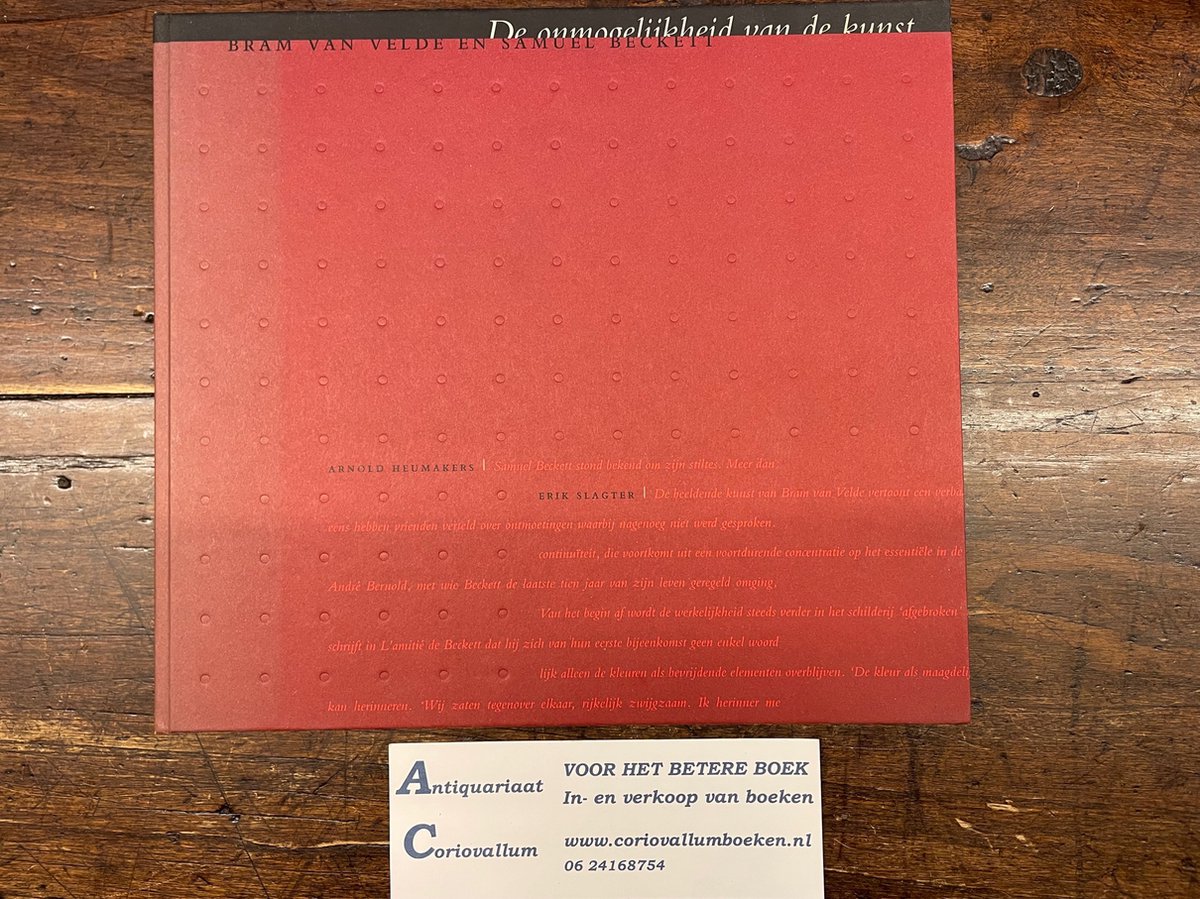 De onmogelijkheid van de kunst
BRAM VAN VELDE EN SAMUEL BECKETT
ARNOLD HEUMAKERS | Samuel Beckett stond bekend om zijn stiltes. Meer dan
ERIK SLAGTER | De beeldende kunst van Bram van Velde vertoont een verba
eens hebben vrienden verteld over ontmoetingen waarbij nagenoeg niet werd gesproken.
continuïteit, die voortkomt uit een voortdurende concentratie op het essentiële in de
André Bernold, met wie Beckett de laatste tien jaar van zijn leven geregeld omging,
Van het begin af wordt de werkelijkheid steeds verder in het schilderij ‘afgebroken’
schrijft in L'amitié de Beckett dat hij zich van hun eerste bijeenkomst geen enkel woord
lijk alleen de kleuren als bevrijdende elementen overblijven. ‘De kleur als maagdelij
kan herinneren. ‘Wij zaten tegenover elkaar, rijkelijk zwijgzaam. Ik herinner me
Antiquariaat
Coriovallum
VOOR HET BETERE BOEK
In- en verkoop van boeken
www.coriovallumboeken.nl
06 24168754